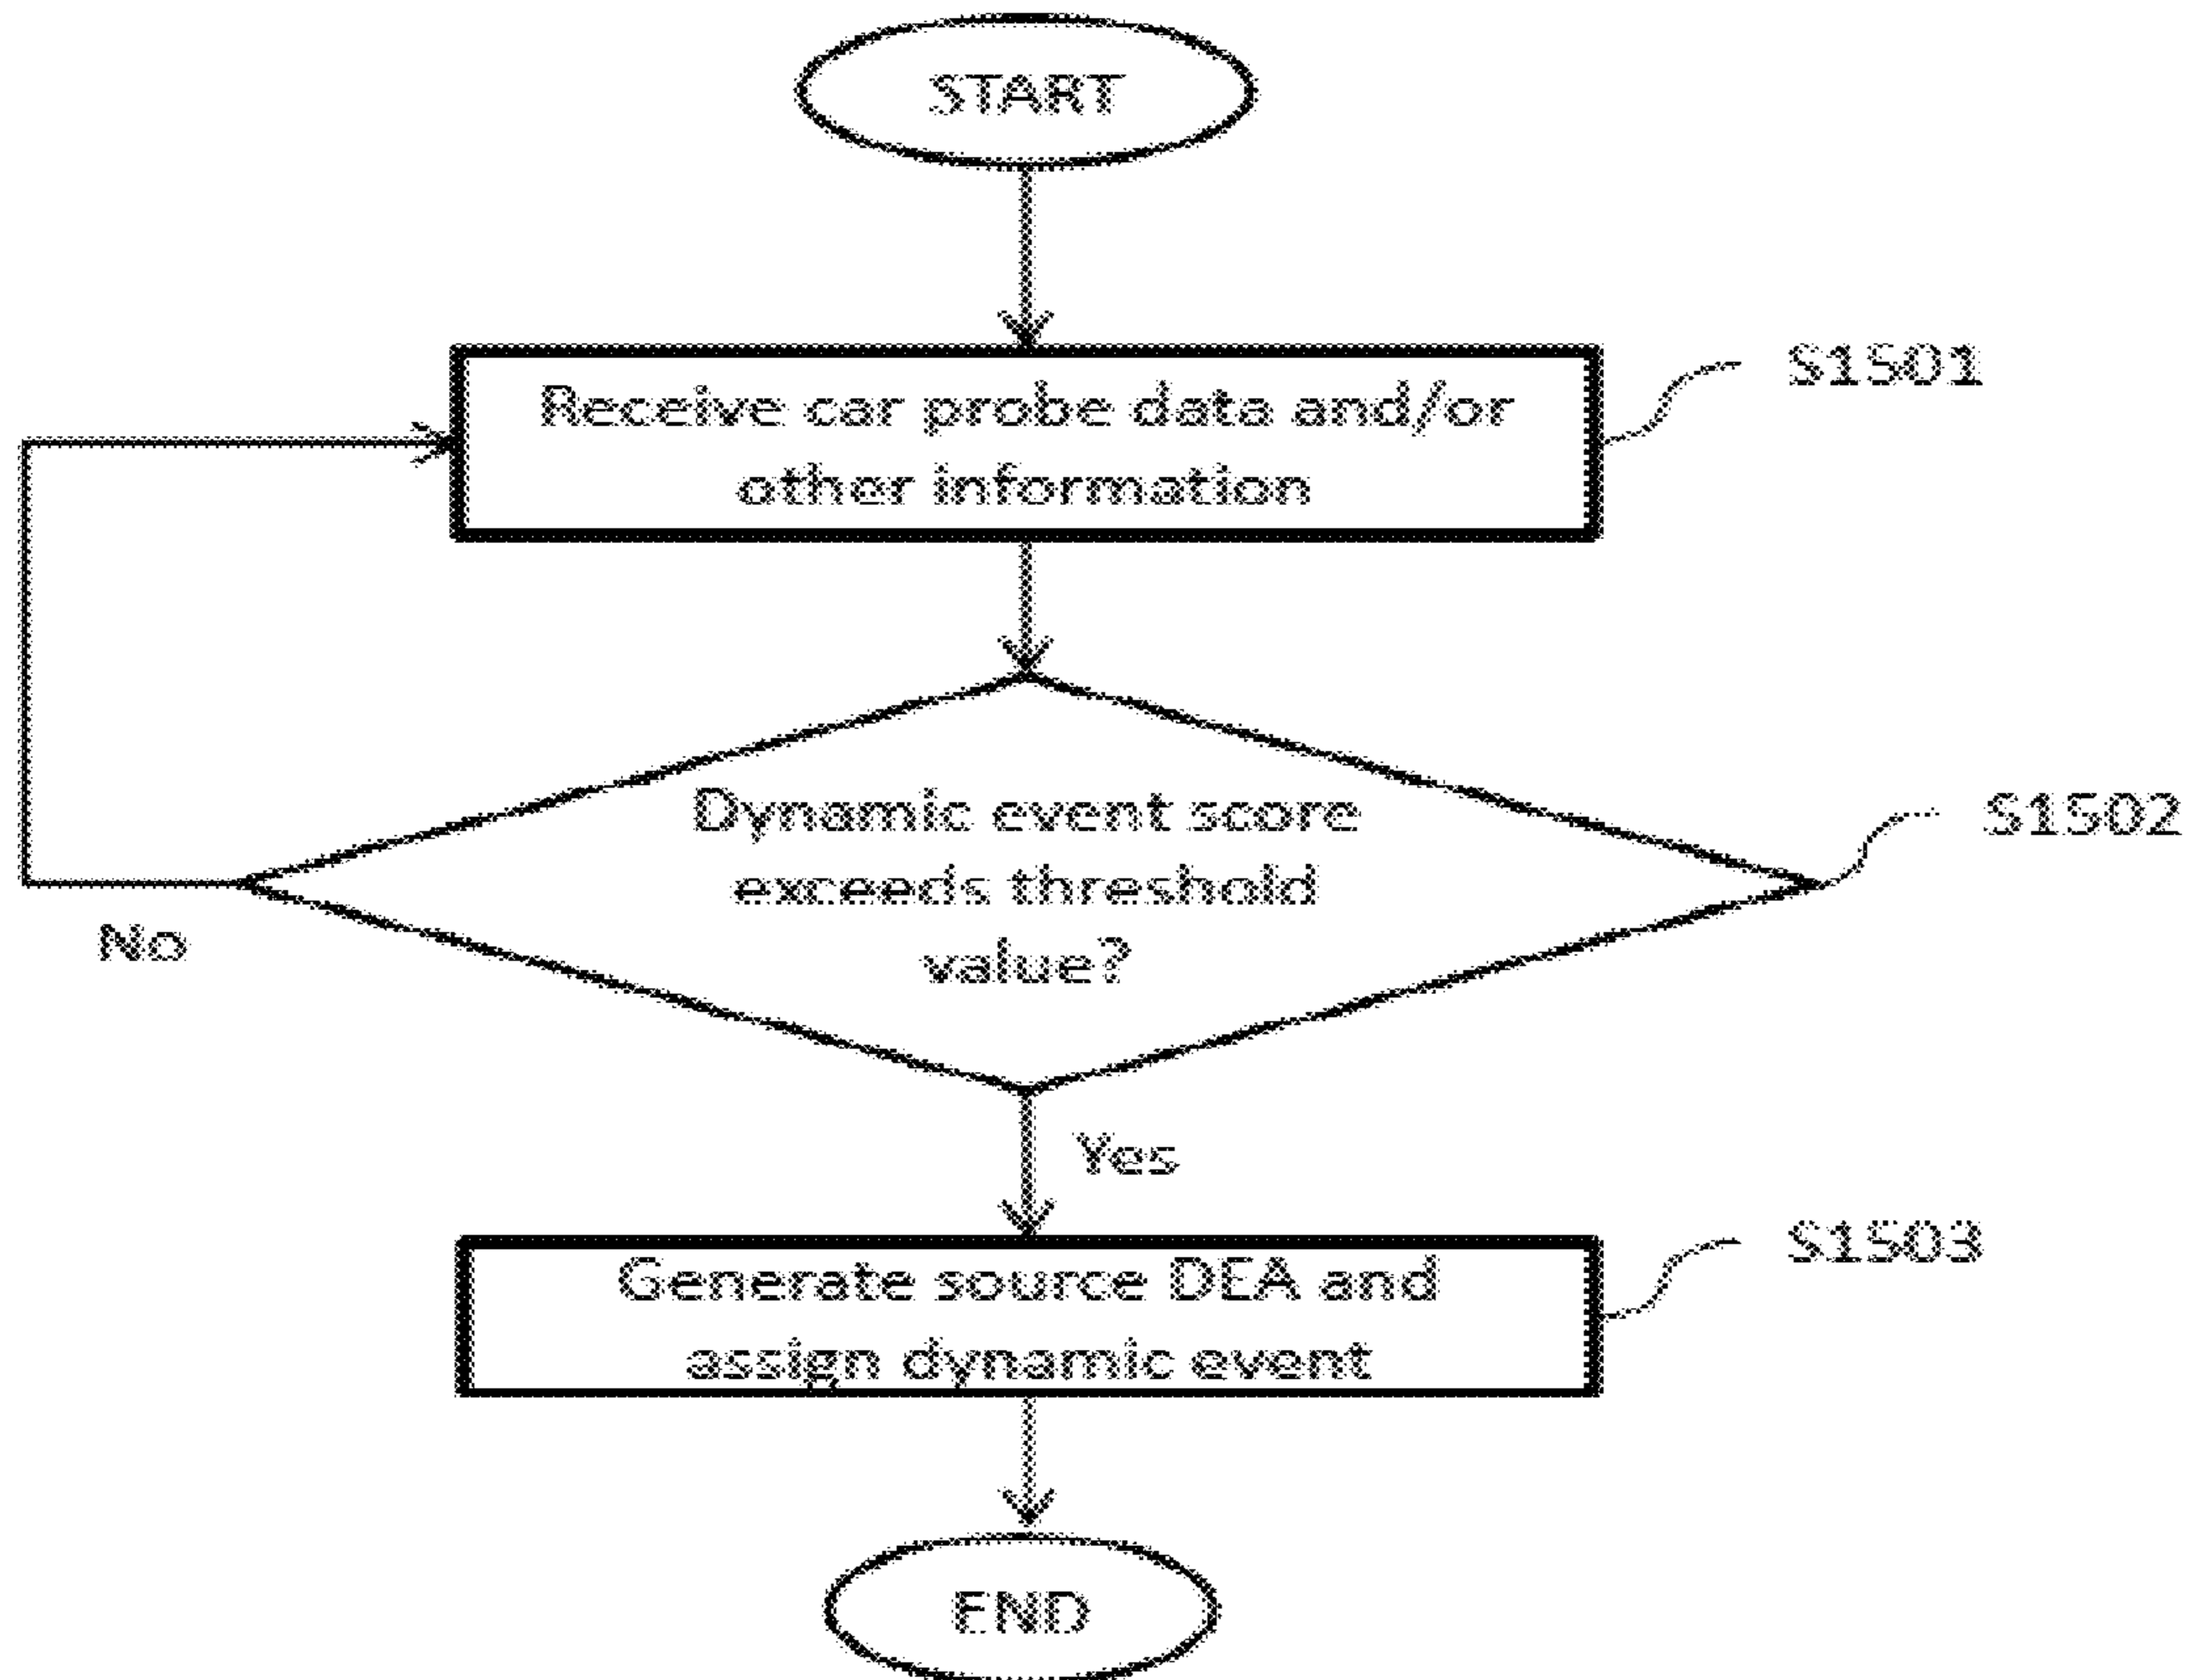 START
Receive car probe data and/or
other information
S1501
Dynamic event score
exceeds threshold
value?
S1502
No
Yes
Generate source DEA and
assign dynamic event
S1503
END